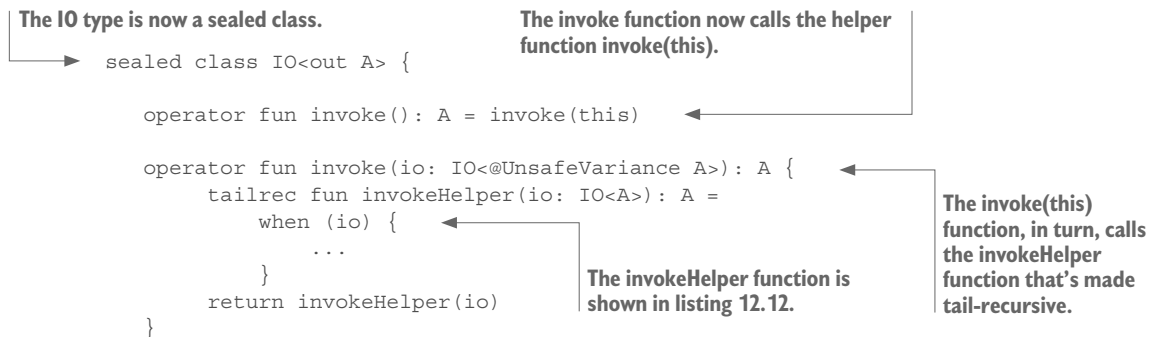 The IO type is now a sealed class.
The invoke function now calls the helper
function invoke(this).
sealed class IO<out A> {
operator fun invoke(): A = invoke(this)
operator fun invoke(io: IO<@UnsafeVariance A>): A {
tailrec fun invokeHelper(io: IO<A>): A =
when (io) {
...
}
return invokeHelper(io)
}
The invokeHelper function is
shown in listing 12.12.
The invoke(this)
function, in turn, calls
the invokeHelper
function that's made
tail-recursive.